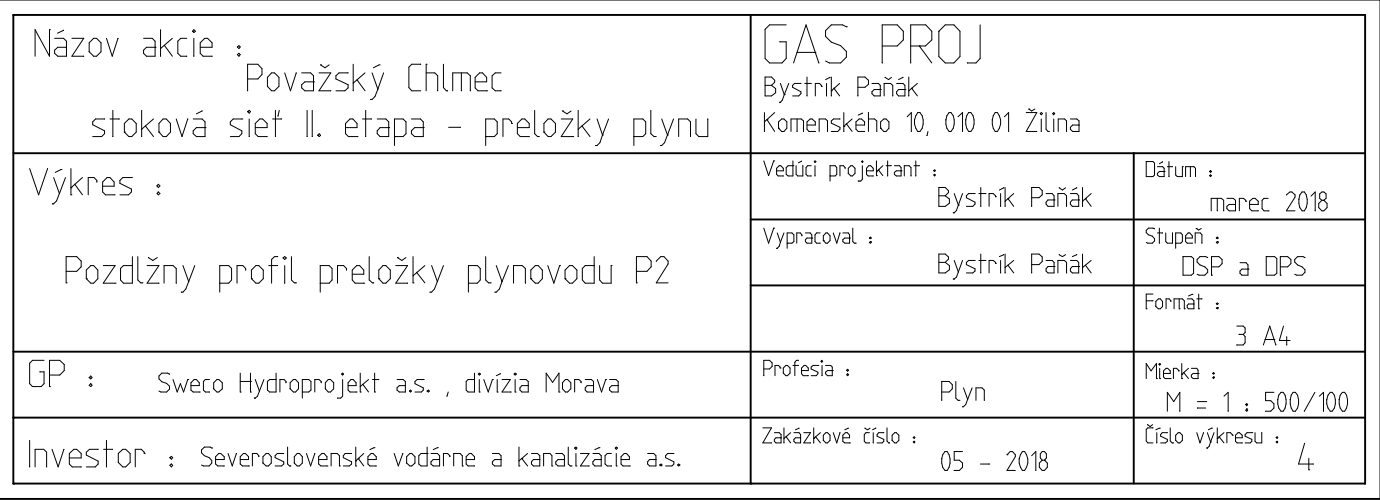 Názov akcie :
Považský Chlmec
stoková sieť II. etapa - preložky plynu
GAS PROJ
Bystrík Paňák
Komenského 10, 010 01 Žilina
Výkres :
Pozdlžny profil preložky plynovodu P2
Vedúci projektant :
Bystrík Paňák
Dátum :
marec 2018
Vypracoval :
Bystrík Paňák
Stupeň :
DSP a DPS
Formát :
3 A4
GP :
Sweco Hydroprojekt a.s. , divízia Morava
Profesia :
Plyn
Mierka :
M = 1 : 500/100
Investor : Severoslovenské vodárne a kanalizácie a.s.
Zakázkové číslo :
05 - 2018
Číslo výkresu :
4